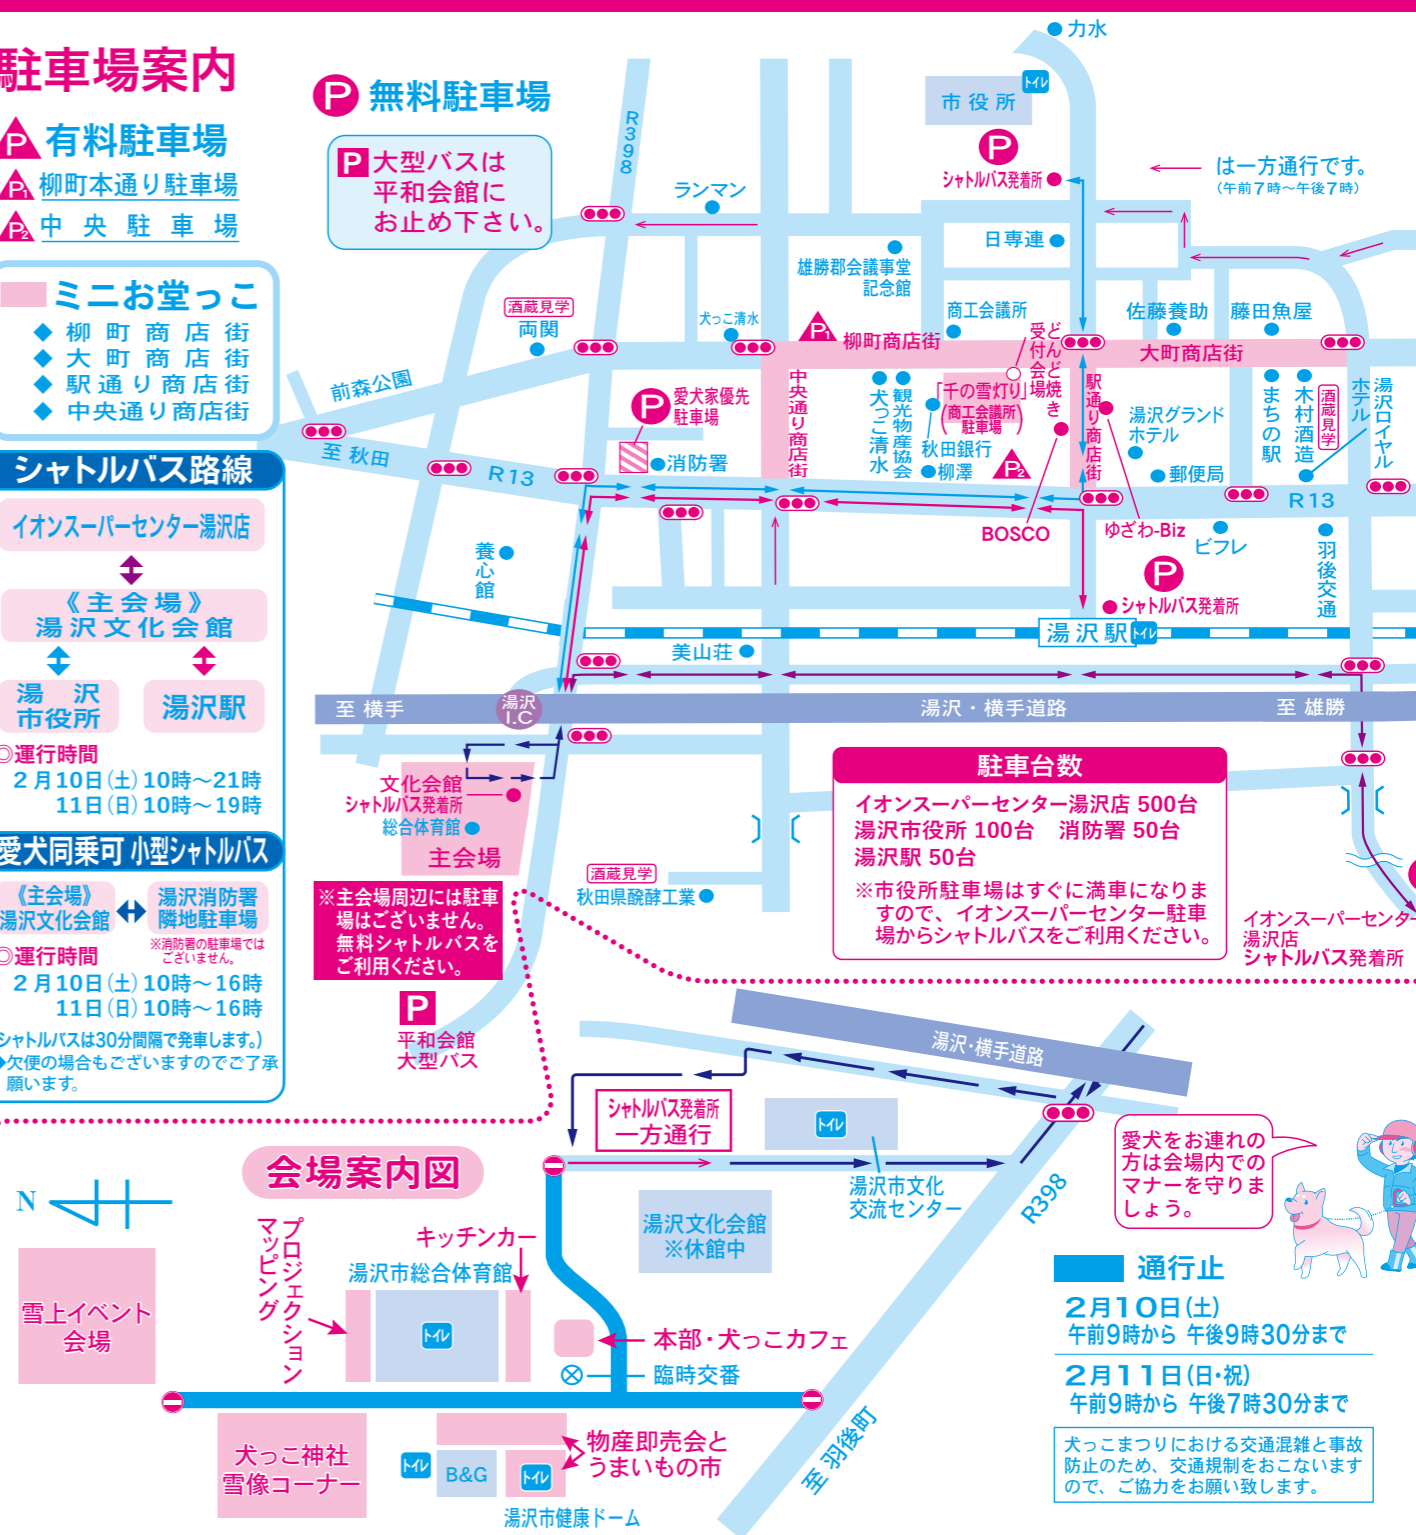 駐車場案内
P 有料駐車場
P1 柳町本通り駐車場
P2 中央駐車場
ミニお堂っこ
◆ 柳町商店街
◆ 大町商店街
◆ 駅通り商店街
◆ 中央通り商店街
シャトルバス路線
イオンスーパーセンター湯沢店
《主会場》
湯沢文化会館
湯沢
市役所
湯沢駅
◎運行時間
2月10日(土)10時〜21時
11日(日)10時〜19時
愛犬同乗可 小型シャトルバス
《主会場》
湯沢文化会館
湯沢消防署
隣地駐車場
※消防署の駐車場では
ございません。
◎運行時間
2月10日(土)10時〜16時
11日(日)10時〜16時
シャトルバスは30分間隔で発車します。)
◆欠便の場合もございますのでご了承
願います。
P 無料駐車場
P 大型バスは
平和会館に
お止め下さい。
R398
力水
市役所
トイレ
P
シャトルバス発着所
は一方通行です。
(午前7時〜午後7時)
ランマン
日専連
雄勝郡会議事堂
記念館
酒蔵見学
両関
犬っこ清水
P1
柳町商店街
商工会議所
どんど焼き
受付会場
佐藤養助
藤田魚屋
大町商店街
前森公園
P
愛犬家優先
駐車場
消防署
中央通り商店街
犬っこ清水
観光物産協会
「千の雪灯り」
(商工会議所
駐車場)
秋田銀行
柳澤
P2
駅通り商店街
湯沢グランド
ホテル
郵便局
まちの駅
木村酒造
酒蔵見学
湯沢ロイヤル
ホテル
至 秋田
R13
R13
BOSCO
ゆざわ-Biz
ビフレ
羽後交通
養心館
P
シャトルバス発着所
湯沢駅
トイレ
美山荘
至 横手
湯沢
I.C
湯沢・横手道路
至 雄勝
文化会館
シャトルバス発着所
総合体育館
主会場
酒蔵見学
秋田県醗酵工業
※主会場周辺には駐車
場はございません。
無料シャトルバスを
ご利用ください。
P
平和会館
大型バス
駐車台数
イオンスーパーセンター湯沢店 500台
湯沢市役所 100台 消防署 50台
湯沢駅 50台
※市役所駐車場はすぐに満車になりま
すので、イオンスーパーセンター駐車
場からシャトルバスをご利用ください。
イオンスーパーセンター
湯沢店
シャトルバス発着所
会場案内図
N
湯沢・横手道路
シャトルバス発着所
一方通行
トイレ
湯沢市文化
交流センター
R398
湯沢文化会館
※休館中
プロジェクション
マッピング
キッチンカー
湯沢市総合体育館
トイレ
雪上イベント
会場
本部・犬っこカフェ
臨時交番
犬っこ神社
雪像コーナー
トイレ
B&G
トイレ
物産即売会と
うまいもの市
湯沢市健康ドーム
至 羽後町
愛犬をお連れの
方は会場内での
マナーを守りま
しょう。
通行止
2月10日(土)
午前9時から 午後9時30分まで
2月11日(日・祝)
午前9時から 午後7時30分まで
犬っこまつりにおける交通混雑と事故
防止のため、交通規制をおこないます
ので、ご協力をお願い致します。